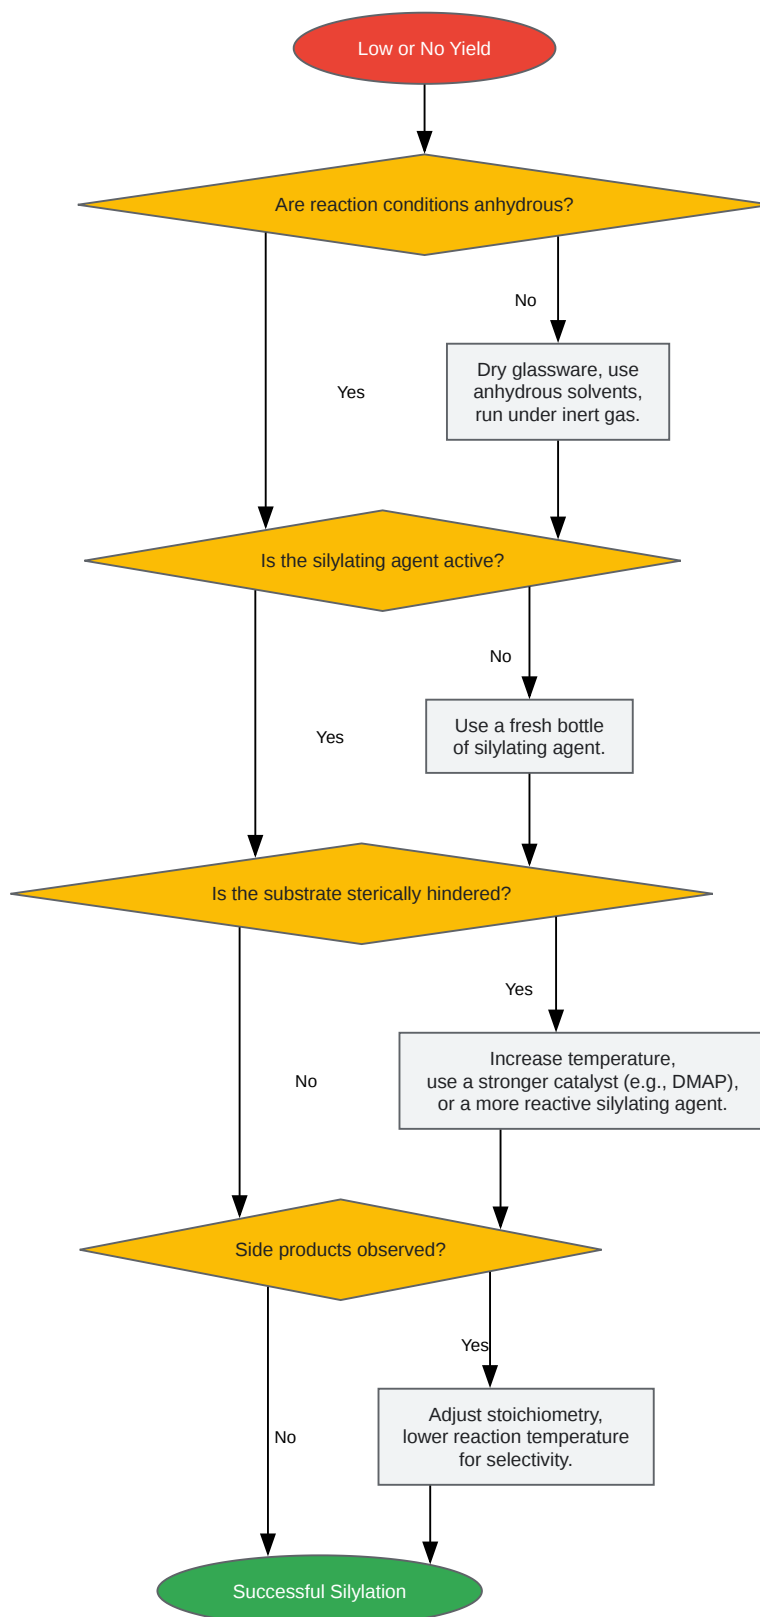 Low or No Yield
Are reaction conditions anhydrous?
No
Dry glassware, use
anhydrous solvents,
run under inert gas.
Yes
Is the silylating agent active?
No
Use a fresh bottle
of silylating agent.
Yes
Is the substrate sterically hindered?
Yes
Increase temperature,
use a stronger catalyst (e.g., DMAP),
or a more reactive silylating agent.
No
Side products observed?
Yes
Adjust stoichiometry,
lower reaction temperature
for selectivity.
No
Successful Silylation